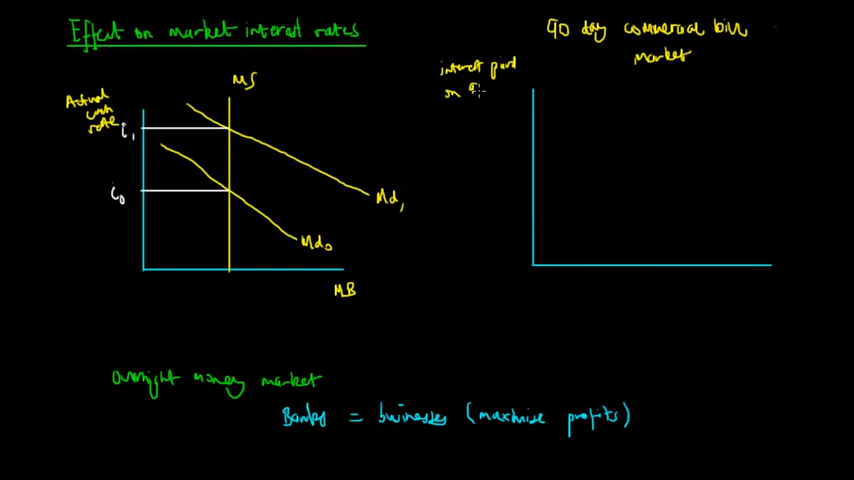 Effect on market interest rates
90 day commercial bill
market
interest paid
on
MS
Actual
cash
rate
i1
i0
Md1
Md0
MB
Overnight money market
Banks = businesses (maximise profits)